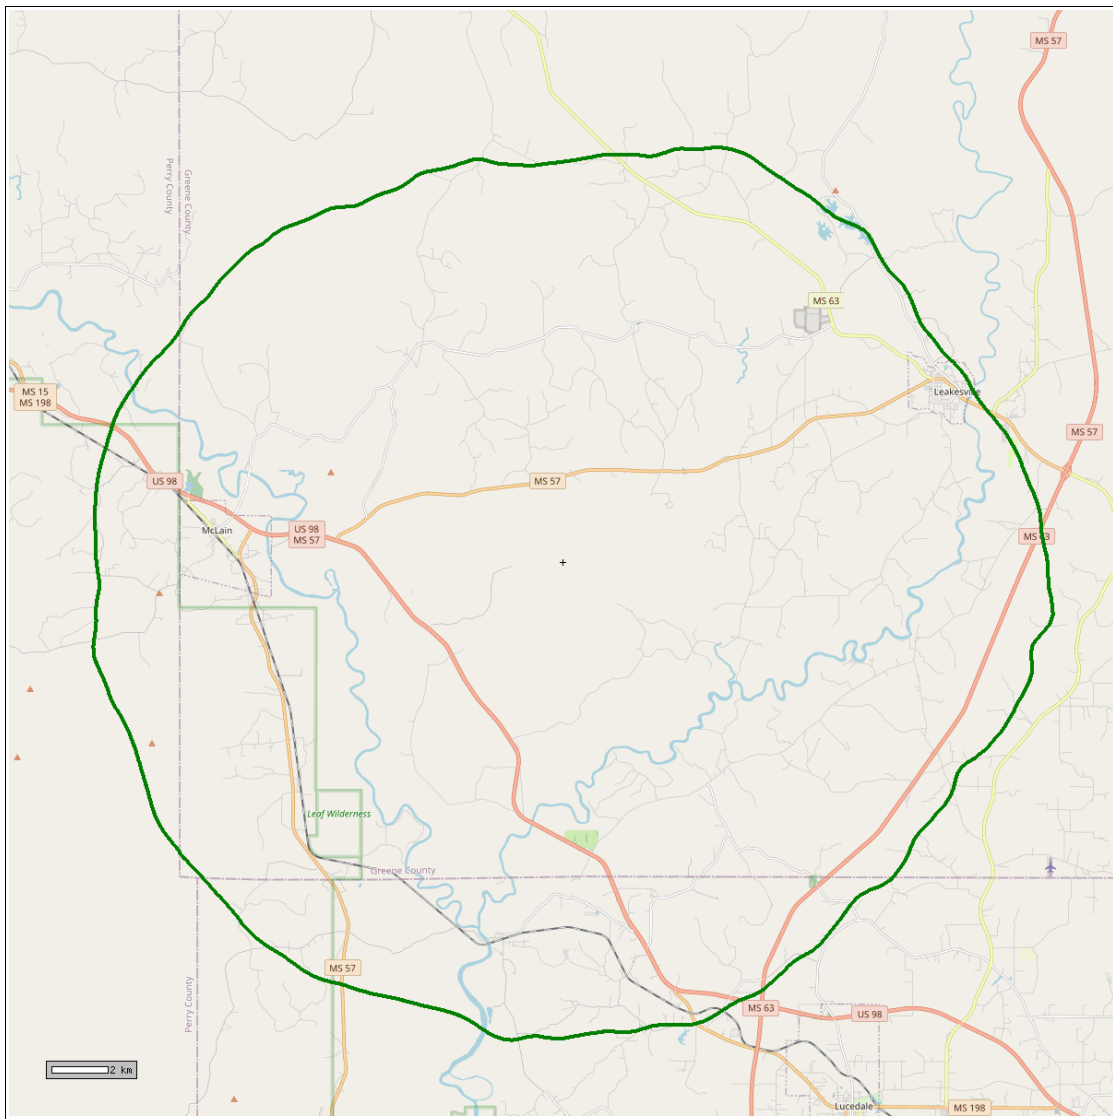 MS 57
Perry County
Greene County
MS 63
MS 15
MS 198
Leakesville
MS 57
US 98
MS 57
McLain
US 98
MS 57
MS 63
Leaf Wilderness
Greene County
MS 57
Perry County
MS 63
US 98
2 km
Lucedale
MS 198